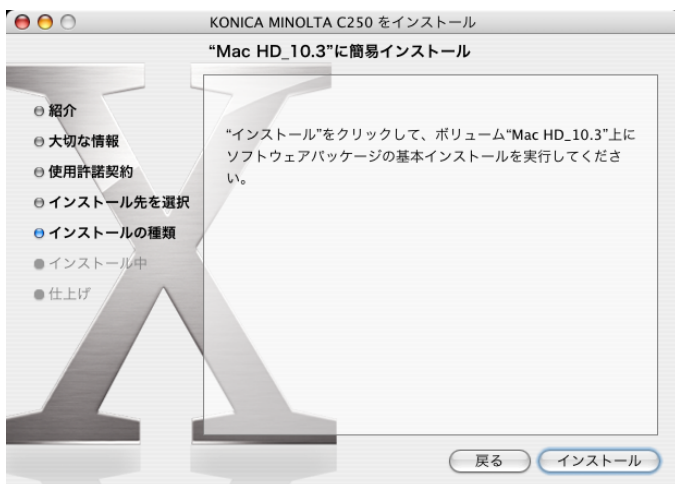 KONICA MINOLTA C250 をインストール
“Mac HD_10.3”に簡易インストール
紹介
大切な情報
使用許諾契約
インストール先を選択
インストールの種類
インストール中
仕上げ
“インストール”をクリックして、ボリューム“Mac HD_10.3”上に
ソフトウェアパッケージの基本インストールを実行してくださ
い。
戻る
インストール